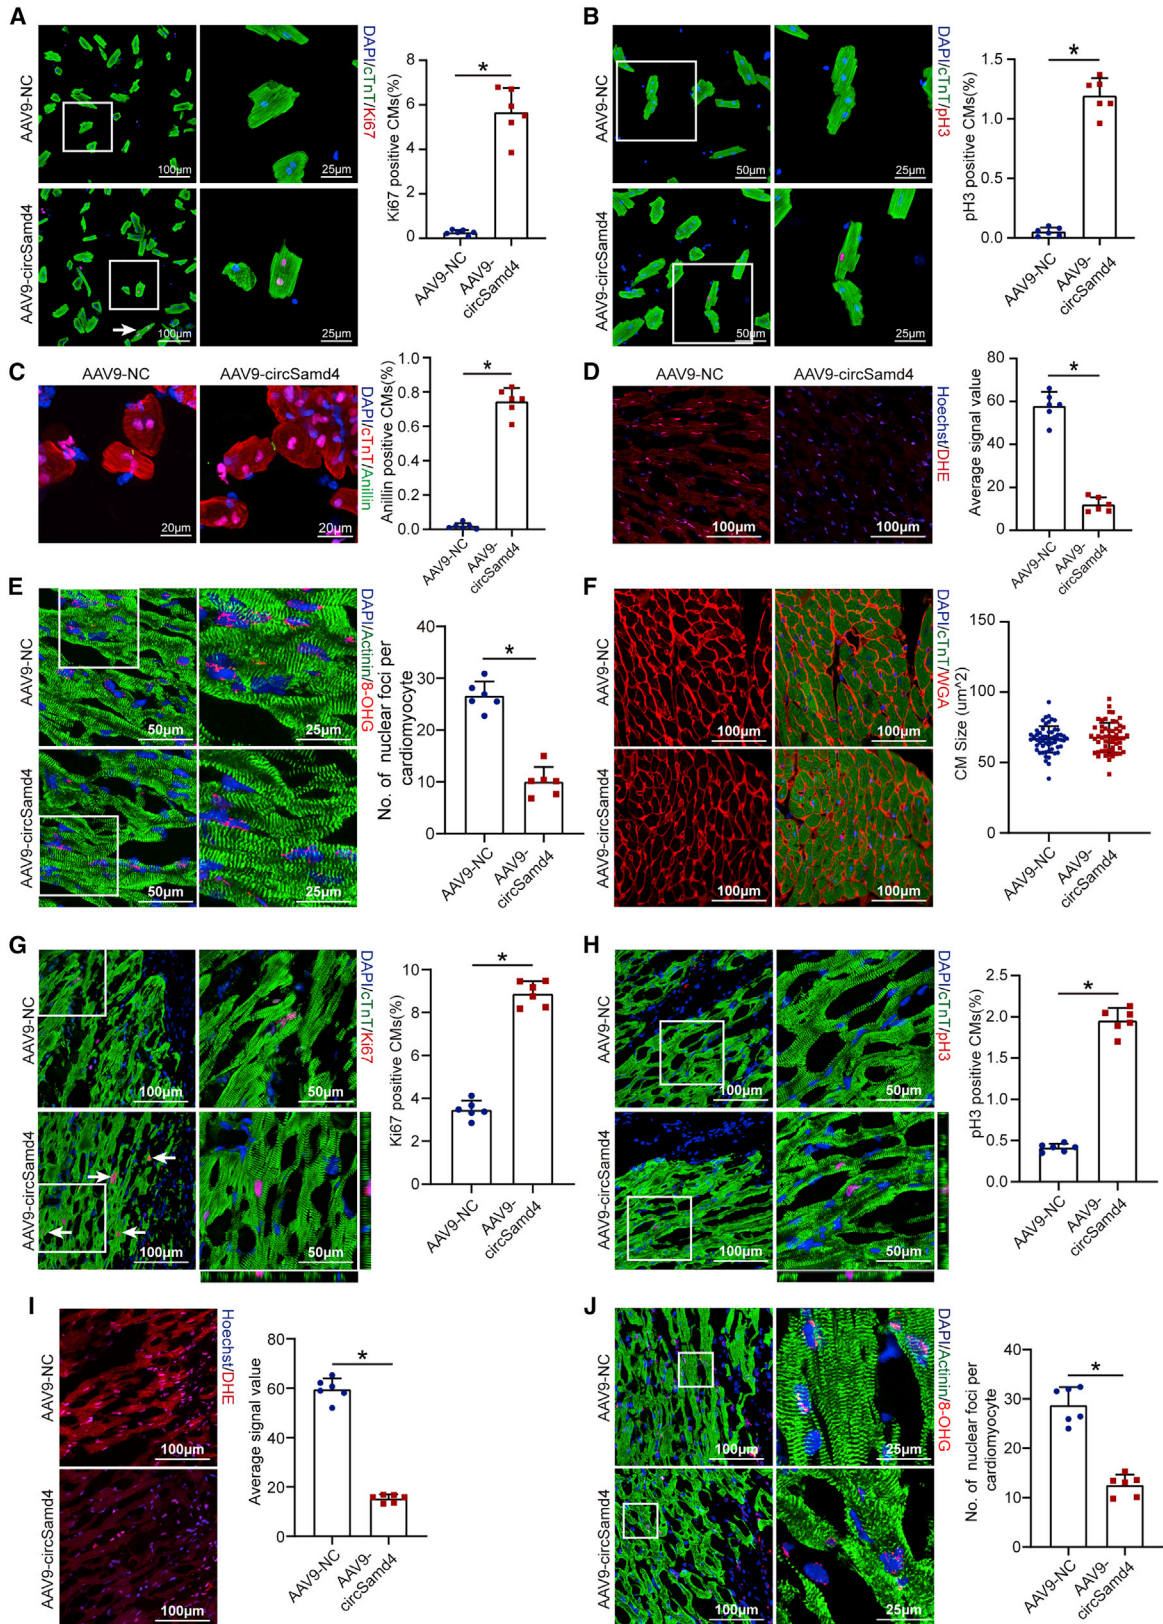 A
AAV9-NC
AAV9-circSamd4
100μm
25μm
100μm
25μm
DAPI/cTnT/Ki67
Ki67 positive CMs(%)
8
6
4
2
0
*
AAV9-NC
AAV9-
circSamd4
B
AAV9-NC
AAV9-circSamd4
50μm
25μm
50μm
25μm
DAPI/cTnT/pH3
pH3 positive CMs(%)
1.5
1.0
0.5
0.0
*
AAV9-NC
AAV9-
circSamd4
C
AAV9-NC
AAV9-circSamd4
20μm
20μm
DAPI/cTnT/Anillin
Anillin positive CMs(%)
1.0
0.8
0.6
0.4
0.2
0.0
*
AAV9-NC
AAV9-
circSamd4
D
AAV9-NC
AAV9-circSamd4
100μm
100μm
Hoechst/DHE
Average signal value
80
60
40
20
0
*
AAV9-NC
AAV9-
circSamd4
E
AAV9-NC
AAV9-circSamd4
50μm
25μm
50μm
25μm
DAPI/Actinin/8-OHG
No. of nuclear foci per
cardiomyocyte
40
30
20
10
0
*
AAV9-NC
AAV9-
circSamd4
F
AAV9-NC
AAV9-circSamd4
100μm
100μm
100μm
100μm
DAPI/cTnT/WGA
CM Size (um^2)
150
100
50
0
AAV9-NC
AAV9-
circSamd4
G
AAV9-NC
AAV9-circSamd4
100μm
50μm
100μm
50μm
DAPI/cTnT/Ki67
Ki67 positive CMs(%)
10
8
6
4
2
0
*
AAV9-NC
AAV9-
circSamd4
H
AAV9-NC
AAV9-circSamd4
100μm
50μm
100μm
50μm
DAPI/cTnT/pH3
pH3 positive CMs(%)
2.5
2.0
1.5
1.0
0.5
0.0
*
AAV9-NC
AAV9-
circSamd4
I
AAV9-NC
AAV9-circSamd4
100μm
100μm
Hoechst/DHE
Average signal value
80
60
40
20
0
*
AAV9-NC
AAV9-
circSamd4
J
AAV9-NC
AAV9-circSamd4
100μm
25μm
100μm
25μm
DAPI/Actinin/8-OHG
No. of nuclear foci per
cardiomyocyte
40
30
20
10
0
*
AAV9-NC
AAV9-
circSamd4